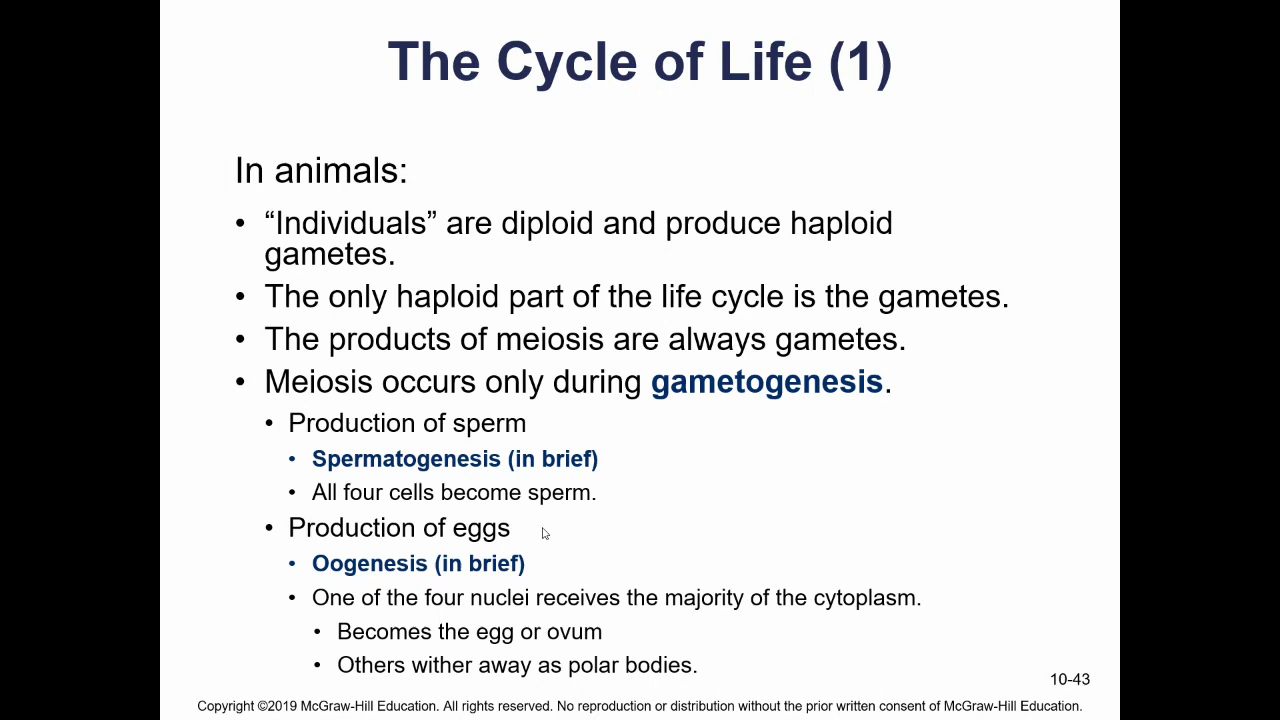 The Cycle of Life (1)
In animals:
• “Individuals” are diploid and produce haploid
gametes.
• The only haploid part of the life cycle is the gametes.
• The products of meiosis are always gametes.
• Meiosis occurs only during gametogenesis.
• Production of sperm
• Spermatogenesis (in brief)
• All four cells become sperm.
• Production of eggs
• Oogenesis (in brief)
• One of the four nuclei receives the majority of the cytoplasm.
• Becomes the egg or ovum
• Others wither away as polar bodies.
10-43
Copyright ©2019 McGraw-Hill Education. All rights reserved. No reproduction or distribution without the prior written consent of McGraw-Hill Education.